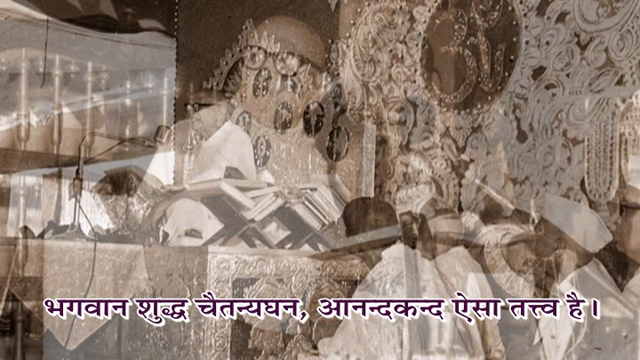 ॐ
भगवान शुद्ध चैतन्यघन, आनन्दकन्द ऐसा तत्त्व है।